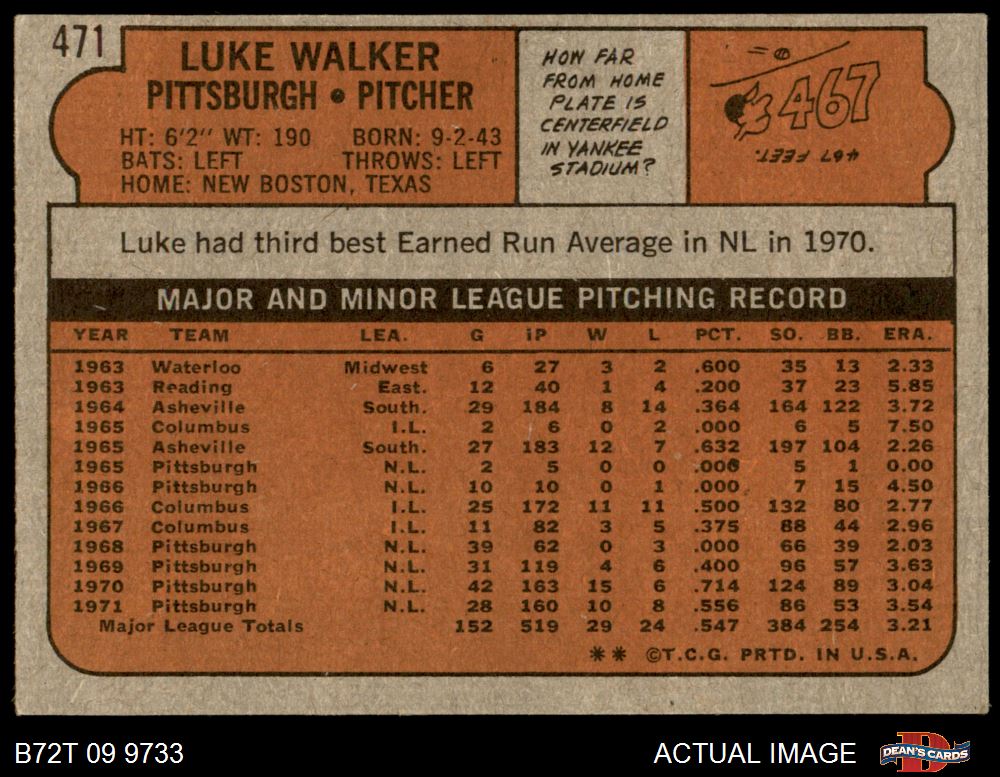 471
LUKE WALKER
PITTSBURGH • PITCHER
HT: 6'2" WT: 190 BORN: 9-2-43
BATS: LEFT THROWS: LEFT
HOME: NEW BOSTON, TEXAS
HOW FAR
FROM HOME
PLATE IS
CENTERFIELD
IN YANKEE
STADIUM?
467
467 FEET.
Luke had third best Earned Run Average in NL in 1970.
MAJOR AND MINOR LEAGUE PITCHING RECORD
YEAR TEAM LEA. G IP W L PCT. SO. BB. ERA.
1963 Waterloo Midwest 6 27 3 2 .600 35 13 2.33
1963 Reading East. 12 40 1 4 .200 37 23 5.85
1964 Asheville South. 29 184 8 14 .364 164 122 3.72
1965 Columbus I.L. 2 6 0 2 .000 6 5 7.50
1965 Asheville South. 27 183 12 7 .632 197 104 2.26
1965 Pittsburgh N.L. 2 5 0 0 .000 5 1 0.00
1966 Pittsburgh N.L. 10 10 0 1 .000 7 15 4.50
1966 Columbus I.L. 25 172 11 11 .500 132 80 2.77
1967 Columbus I.L. 11 82 3 5 .375 88 44 2.96
1968 Pittsburgh N.L. 39 62 0 3 .000 66 39 2.03
1969 Pittsburgh N.L. 31 119 4 6 .400 96 57 3.63
1970 Pittsburgh N.L. 42 163 15 6 .714 124 89 3.04
1971 Pittsburgh N.L. 28 160 10 8 .556 86 53 3.54
Major League Totals 152 519 29 24 .547 384 254 3.21
** ©T.C.G. PRTD. IN U.S.A.
B72T 09 9733 ACTUAL IMAGE DEAN'S CARDS